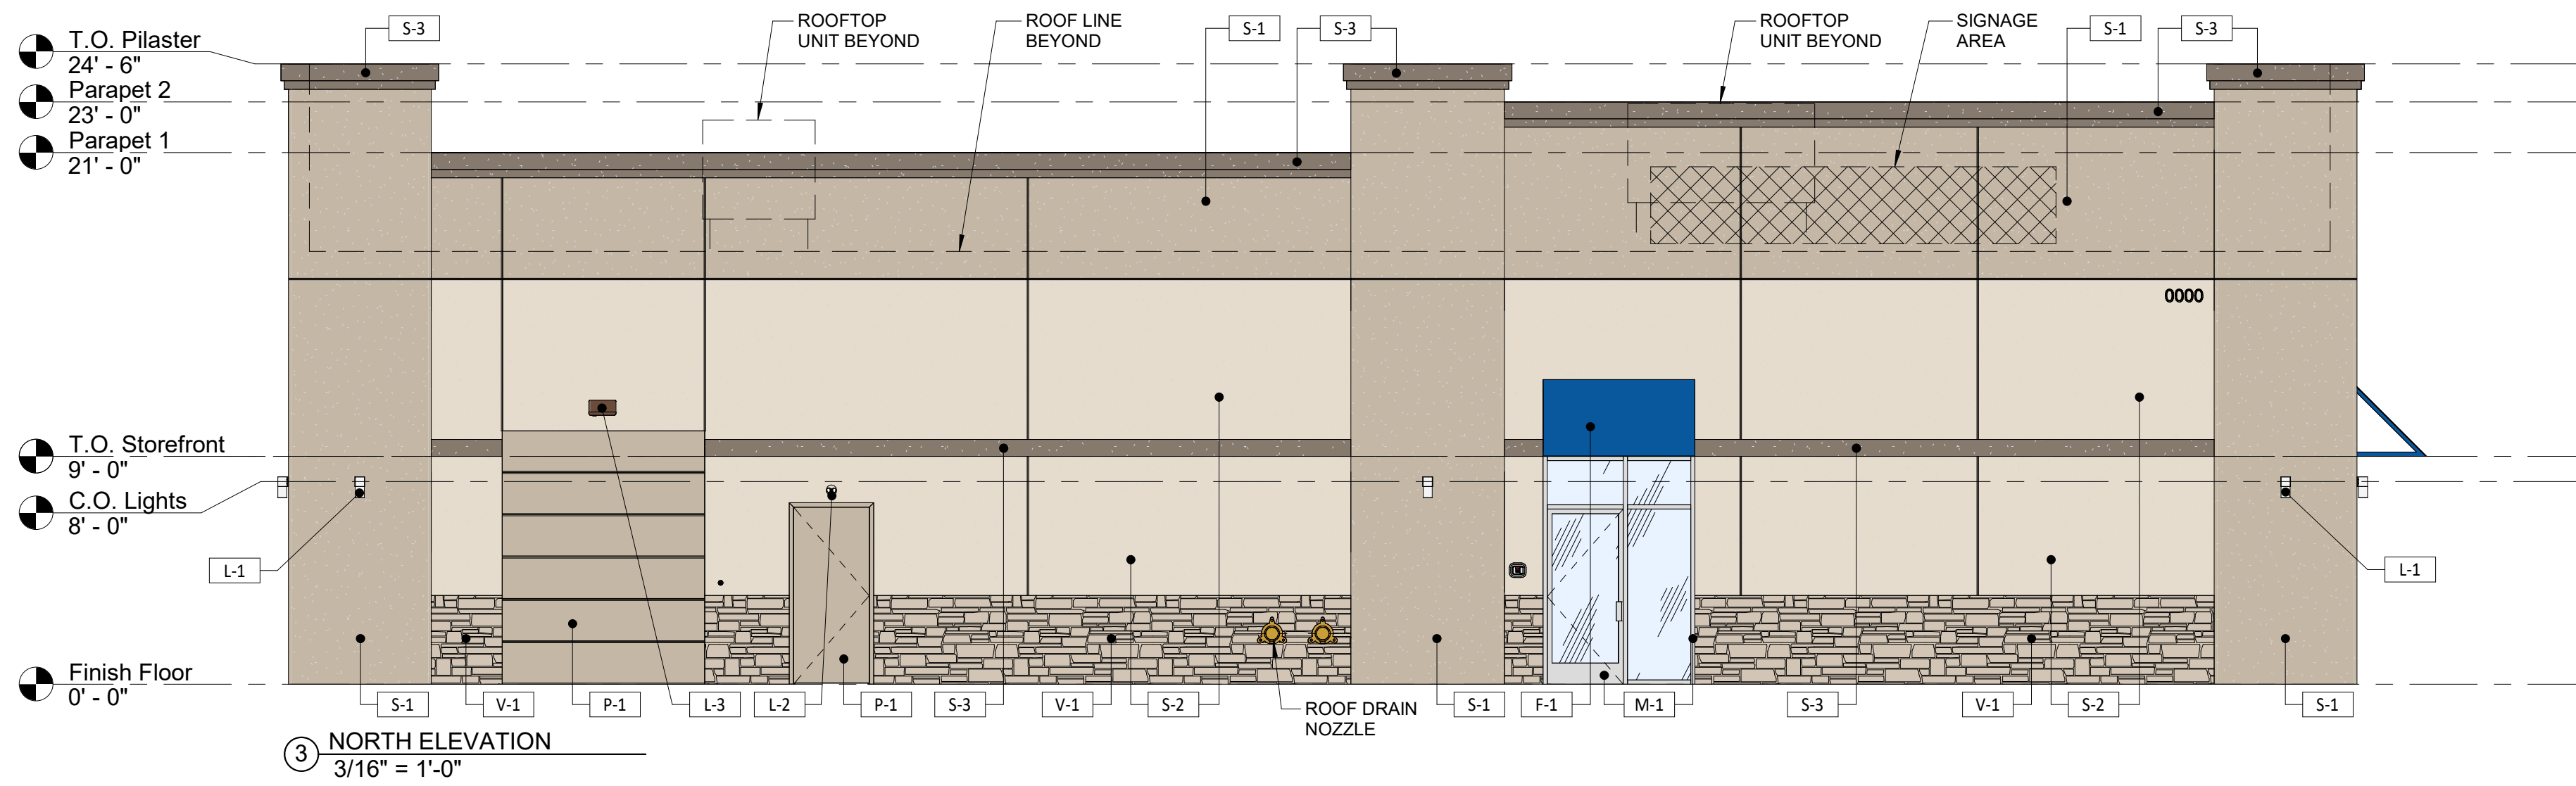 S-3
ROOFTOP
UNIT BEYOND
ROOF LINE
BEYOND
S-1
S-3
ROOFTOP
UNIT BEYOND
SIGNAGE
AREA
S-1
S-3
T.O. Pilaster
24' - 6"
Parapet 2
23' - 0"
Parapet 1
21' - 0"
0000
T.O. Storefront
9' - 0"
C.O. Lights
8' - 0"
L-1
L-1
Finish Floor
0' - 0"
S-1
V-1
P-1
L-3
L-2
P-1
S-3
V-1
S-2
ROOF DRAIN
NOZZLE
S-1
F-1
M-1
S-3
V-1
S-2
S-1
3
NORTH ELEVATION
3/16" = 1'-0"